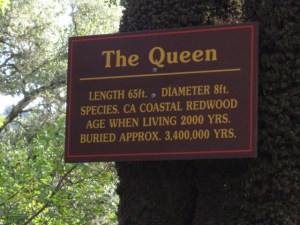 The Queen
LENGTH 65ft. DIAMETER 8ft.
SPECIES. CA COASTAL REDWOOD
AGE WHEN LIVING 2000 YRS.
BURIED APPROX. 3,400,000 YRS.